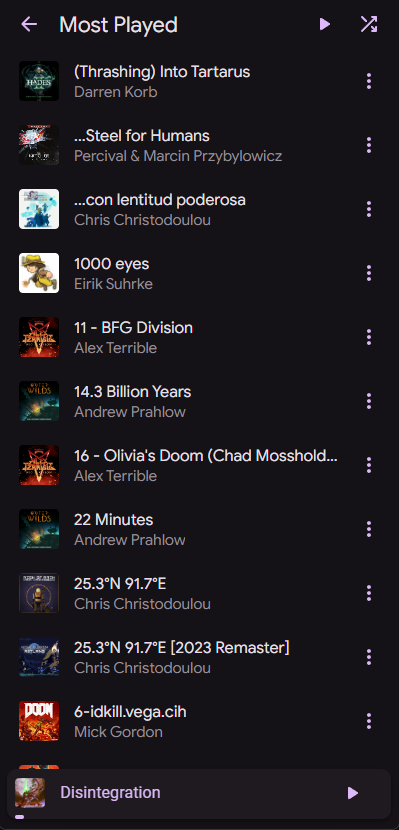 Most Played
(Thrashing) Into Tartarus
Darren Korb
...Steel for Humans
Percival & Marcin Przybylowicz
...con lentitud poderosa
Chris Christodoulou
1000 eyes
Eirik Suhrke
11 - BFG Division
Alex Terrible
14.3 Billion Years
Andrew Prahlow
16 - Olivia's Doom (Chad Mosshold...
Alex Terrible
22 Minutes
Andrew Prahlow
25.3°N 91.7°E
Chris Christodoulou
25.3°N 91.7°E [2023 Remaster]
Chris Christodoulou
DOOM
6-idkill.vega.cih
Mick Gordon
Disintegration